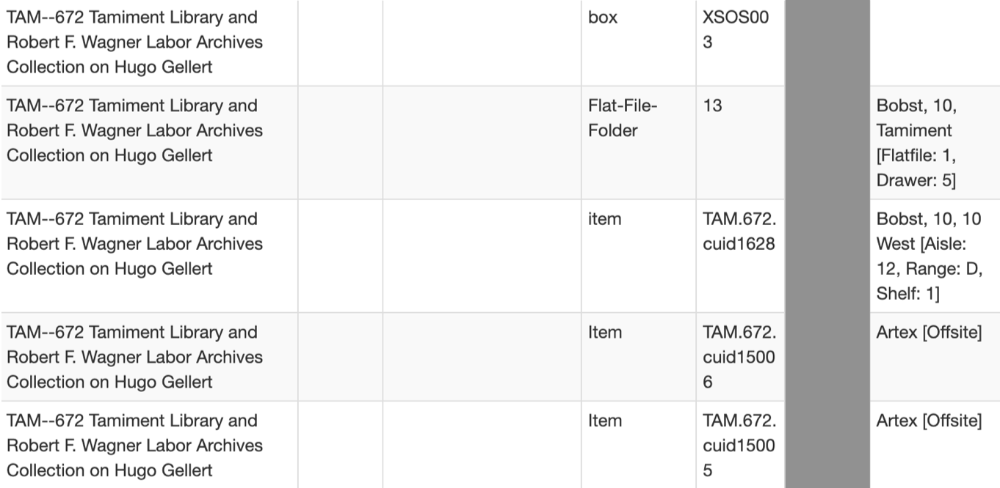 TAM--672 Tamiment Library and
Robert F. Wagner Labor Archives
Collection on Hugo Gellert
box
XSOS00
3
TAM--672 Tamiment Library and
Robert F. Wagner Labor Archives
Collection on Hugo Gellert
Flat-File-
Folder
13
Bobst, 10,
Tamiment
[Flatfile: 1,
Drawer: 5]
TAM--672 Tamiment Library and
Robert F. Wagner Labor Archives
Collection on Hugo Gellert
item
TAM.672.
cuid1628
Bobst, 10, 10
West [Aisle:
12, Range: D,
Shelf: 1]
TAM--672 Tamiment Library and
Robert F. Wagner Labor Archives
Collection on Hugo Gellert
Item
TAM.672.
cuid1500
6
Artex [Offsite]
TAM--672 Tamiment Library and
Robert F. Wagner Labor Archives
Collection on Hugo Gellert
Item
TAM.672.
cuid1500
5
Artex [Offsite]